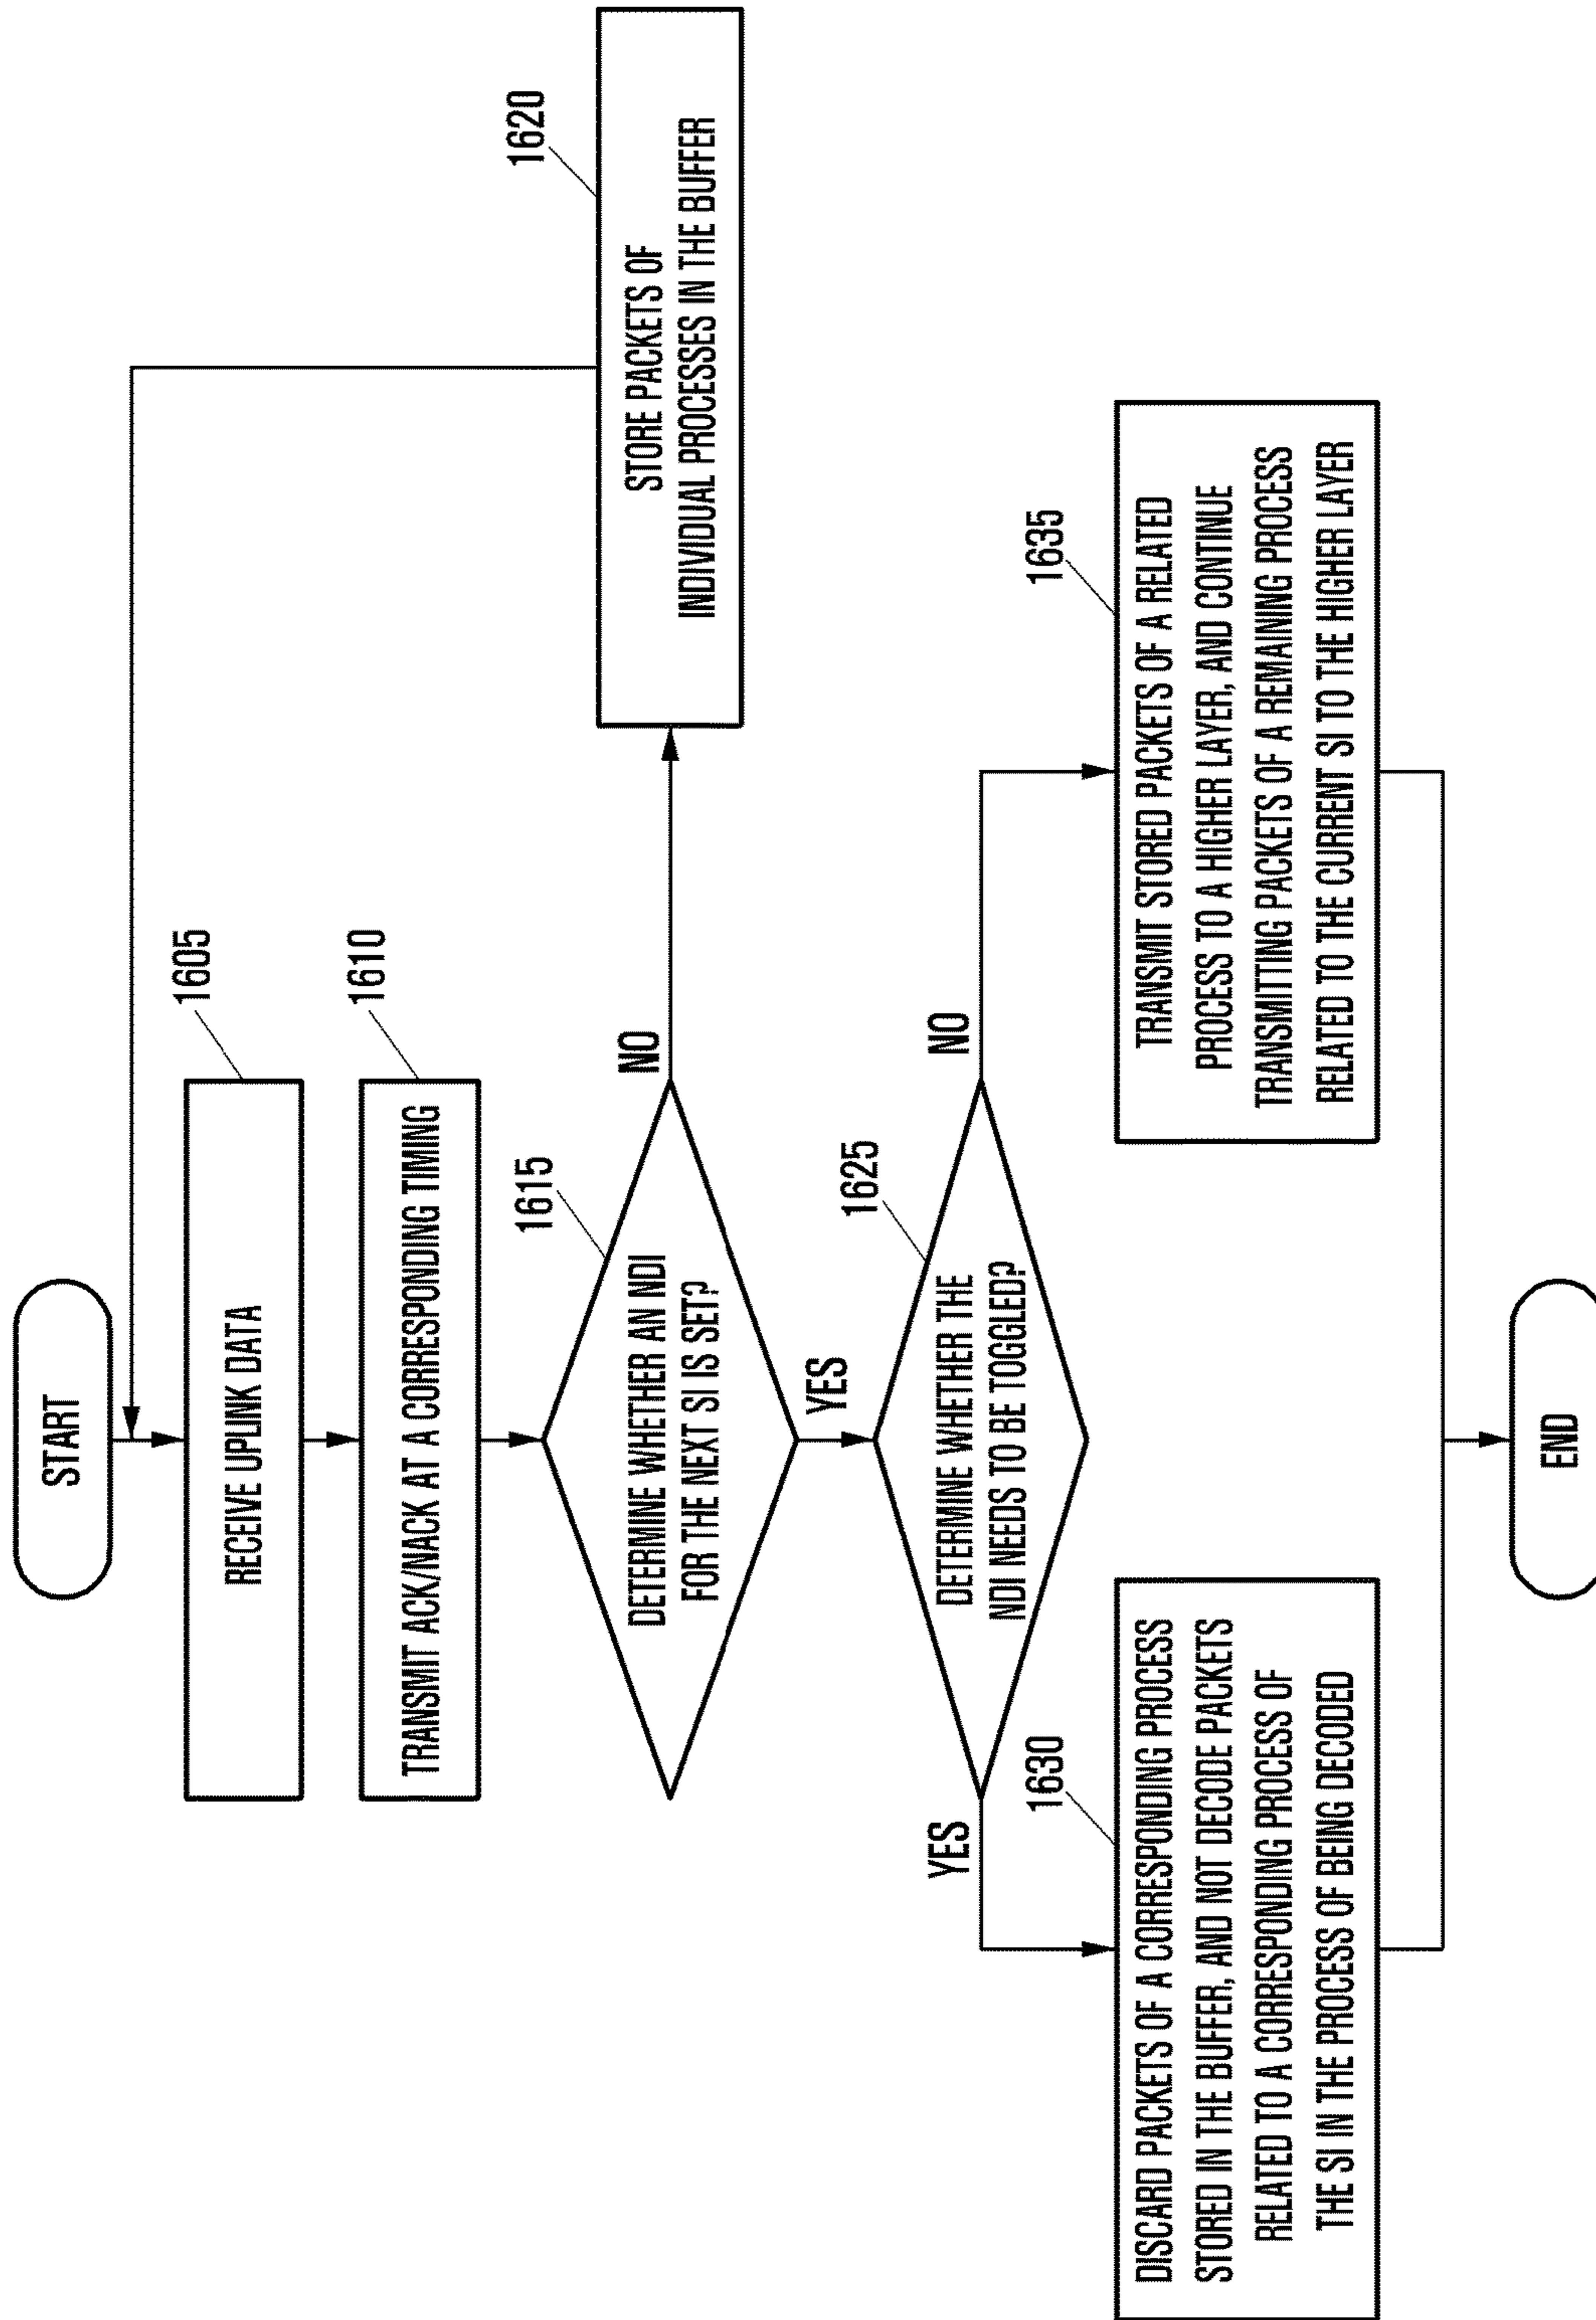 START
1605
RECEIVE UPLINK DATA
1610
TRANSMIT ACK/NACK AT A CORRESPONDING TIMING
1615
DETERMINE WHETHER AN NDI
FOR THE NEXT SI IS SET?
NO
1620
STORE PACKETS OF
INDIVIDUAL PROCESSES IN THE BUFFER
YES
1625
DETERMINE WHETHER THE
NDI NEEDS TO BE TOGGLED?
YES
NO
1630
DISCARD PACKETS OF A CORRESPONDING PROCESS
STORED IN THE BUFFER, AND NOT DECODE PACKETS
RELATED TO A CORRESPONDING PROCESS OF
THE SI IN THE PROCESS OF BEING DECODED
1635
TRANSMIT STORED PACKETS OF A RELATED
PROCESS TO A HIGHER LAYER, AND CONTINUE
TRANSMITTING PACKETS OF A REMAINING PROCESS
RELATED TO THE CURRENT SI TO THE HIGHER LAYER
END